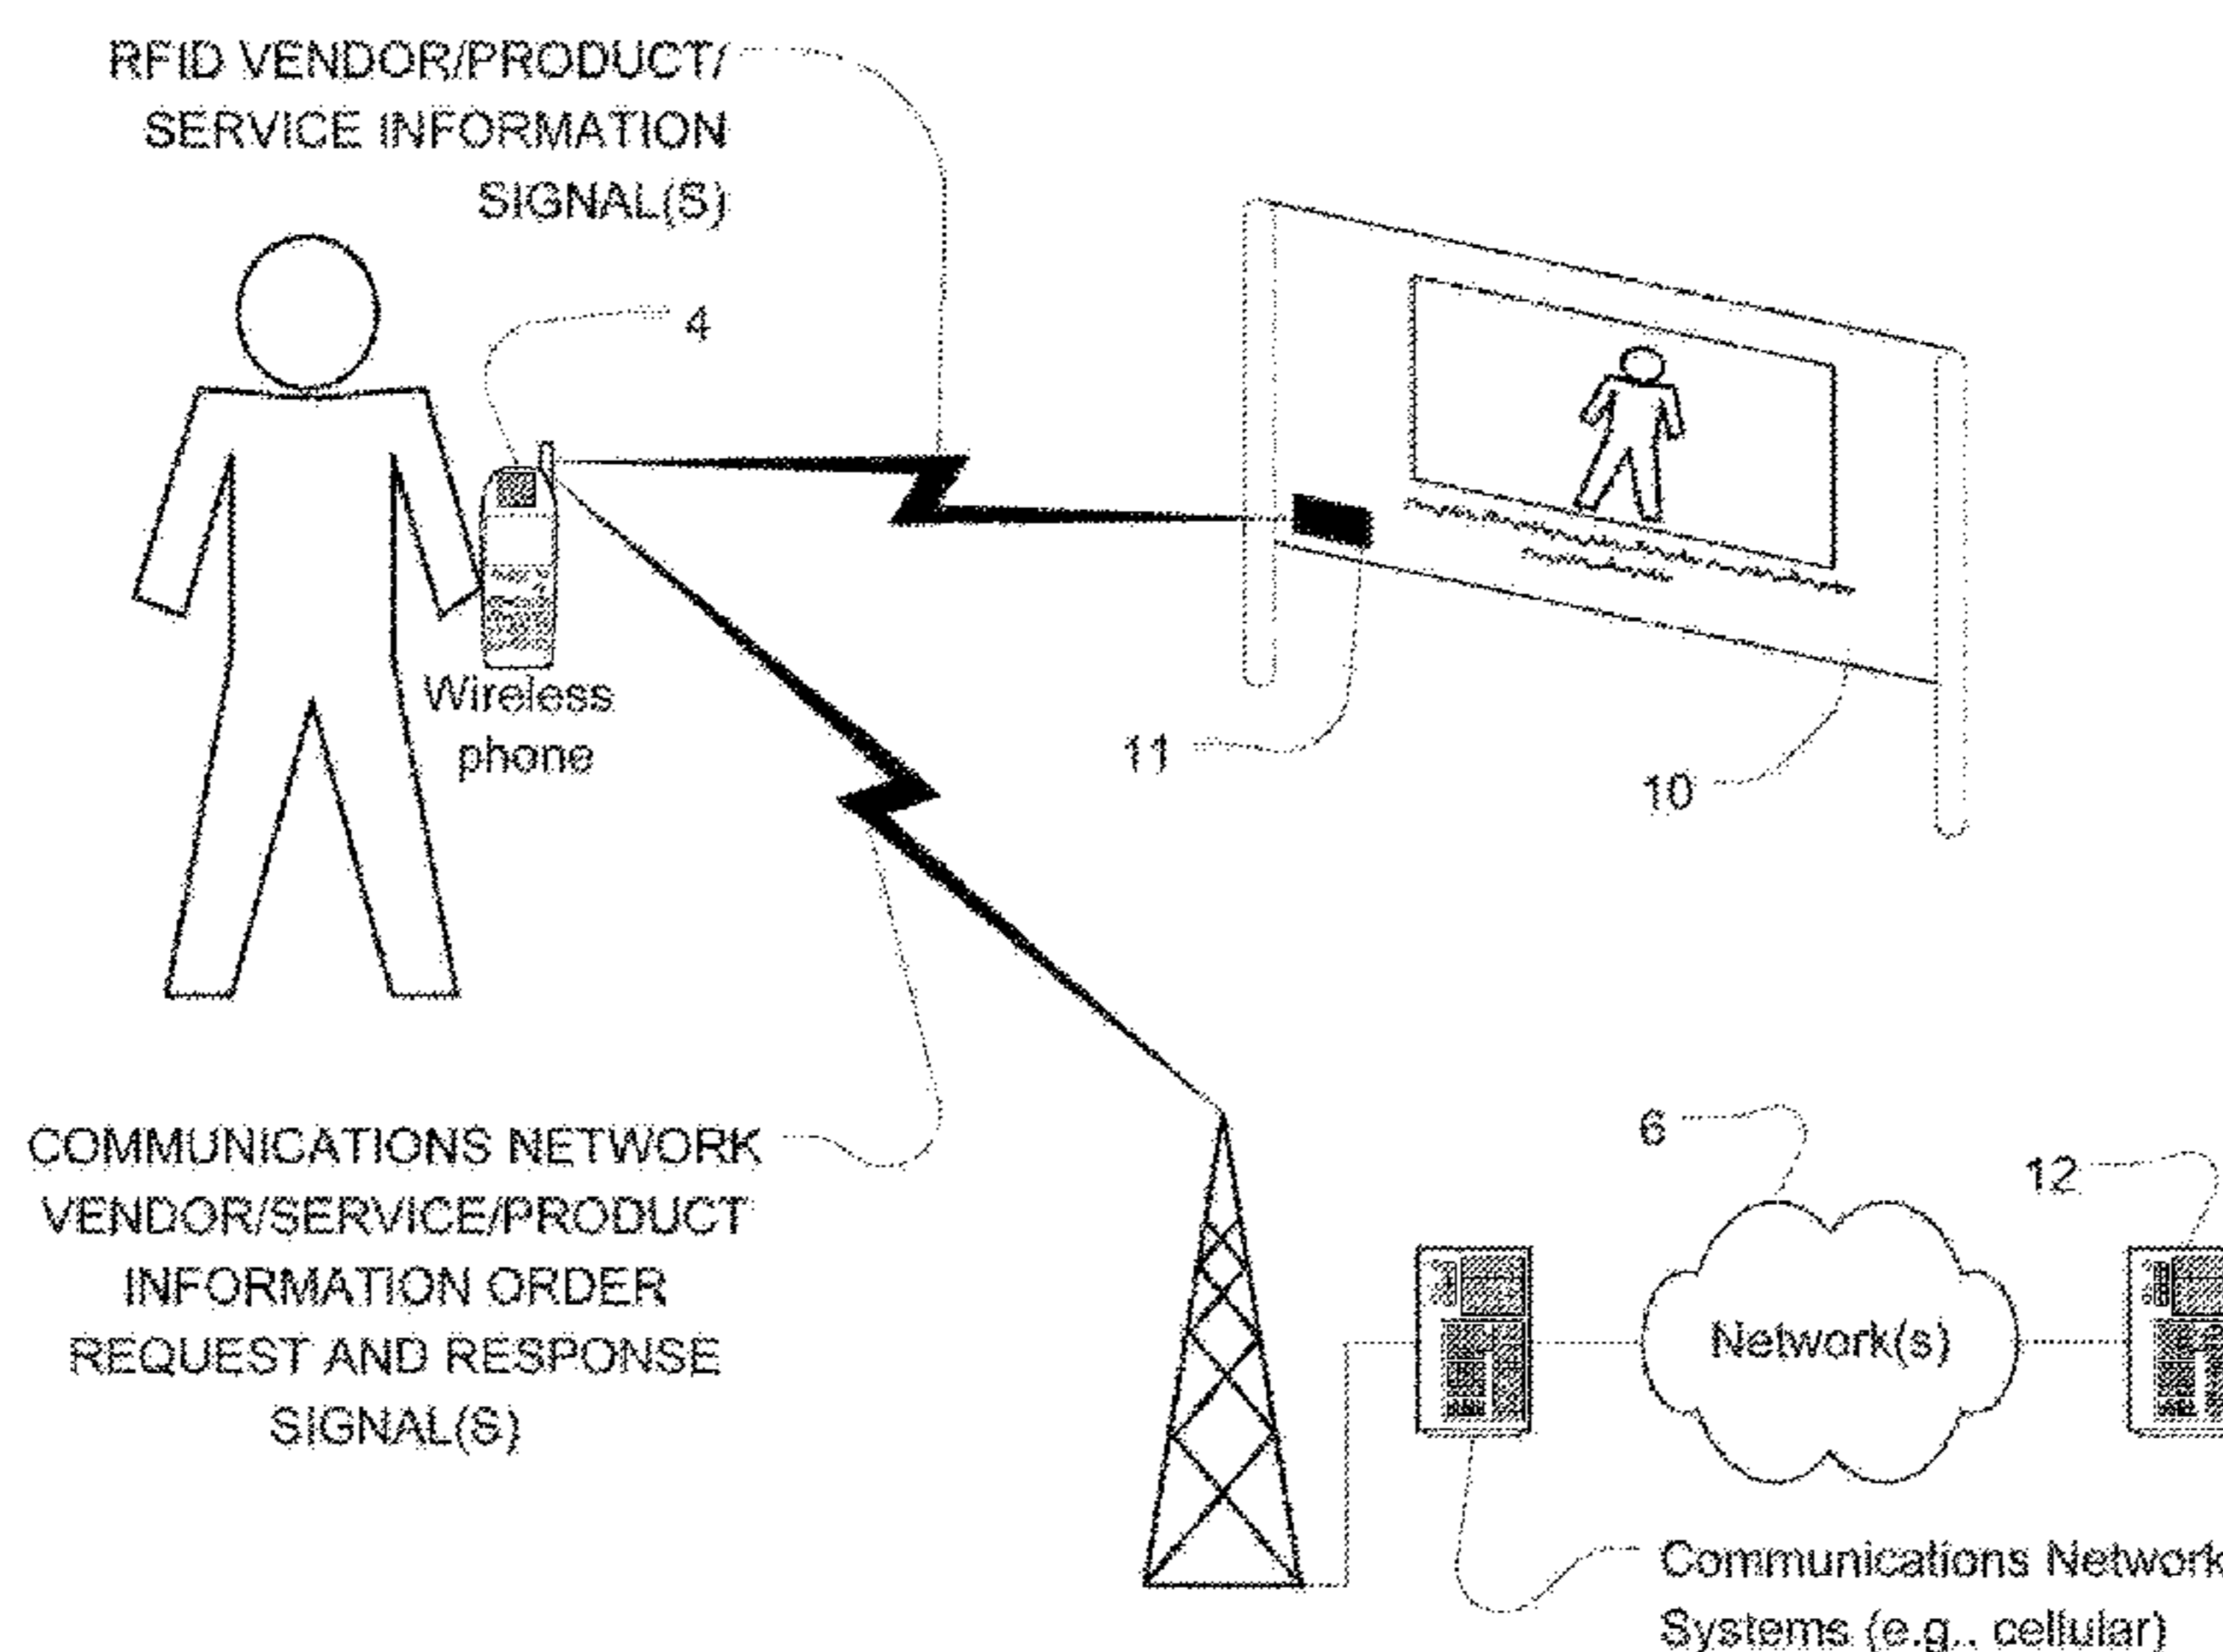 RFID VENDOR/PRODUCT/
SERVICE INFORMATION
SIGNAL(S)
4
Wireless
phone
11
10
COMMUNICATIONS NETWORK
VENDOR/SERVICE/PRODUCT
INFORMATION ORDER
REQUEST AND RESPONSE
SIGNAL(S)
6
12
Network(s)
Communications Network
Systems (e.g., cellular)